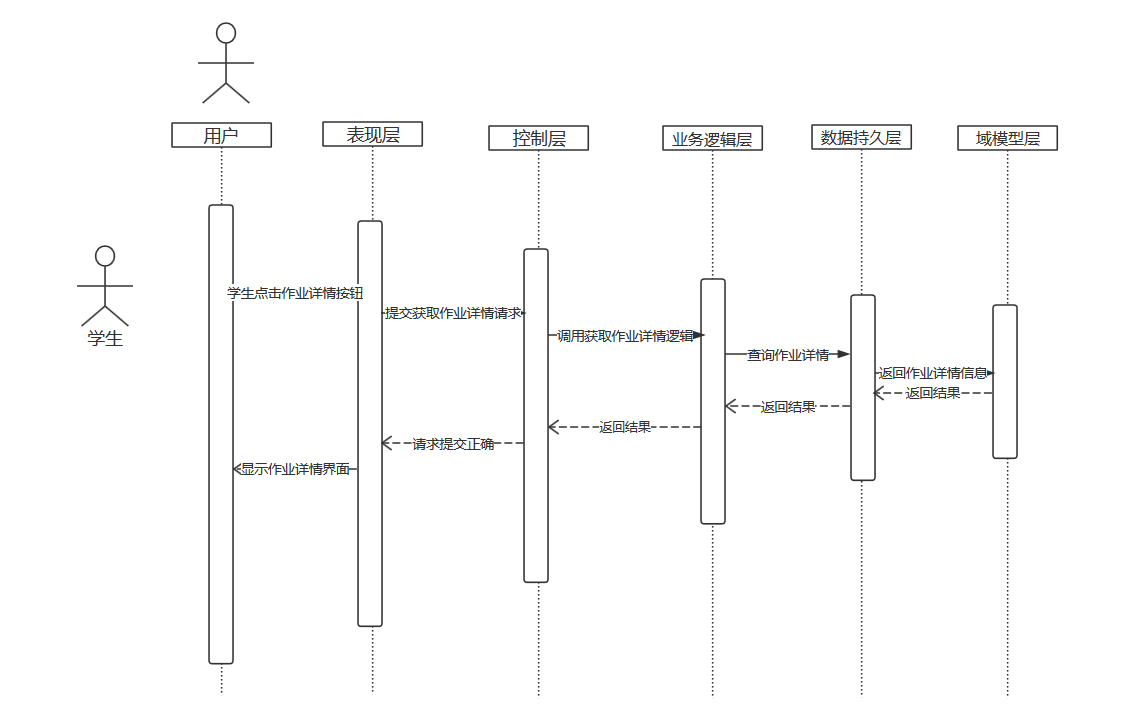 用户
表现层
控制层
业务逻辑层
数据持久层
域模型层
学生点击作业详情按钮
提交获取作业详情请求
学生
调用获取作业详情逻辑
查询作业详情
返回作业详情信息
返回结果
返回结果
返回结果
请求提交正确
显示作业详情界面